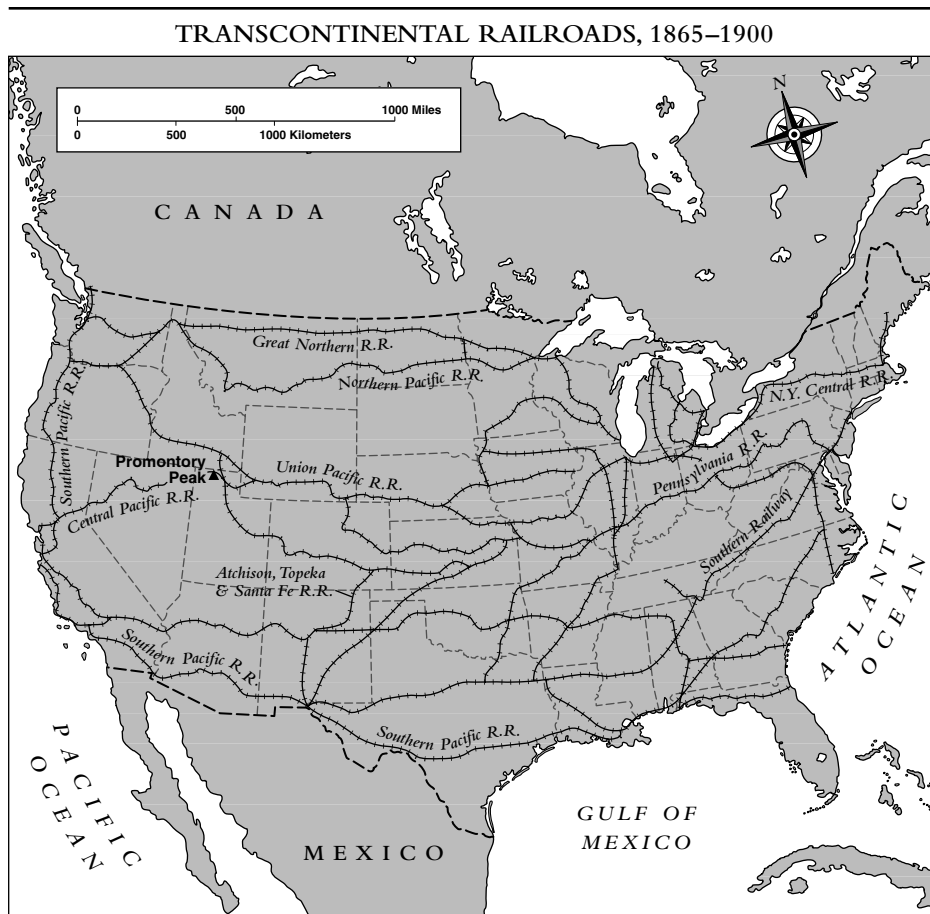 TRANSCONTINENTAL RAILROADS, 1865–1900
0 500 1000 Miles
0 500 1000 Kilometers
N
CANADA
Great Northern R.R.
Northern Pacific R.R.
N.Y. Central R.R.
Southern Pacific R.R.
Promontory
Peak
Union Pacific R.R.
Pennsylvania R.R.
Central Pacific R.R.
Southern Railway
Atchison, Topeka
& Santa Fe R.R.
ATLANTIC
OCEAN
Southern Pacific R.R.
Southern Pacific R.R.
PACIFIC
OCEAN
GULF OF
MEXICO
MEXICO